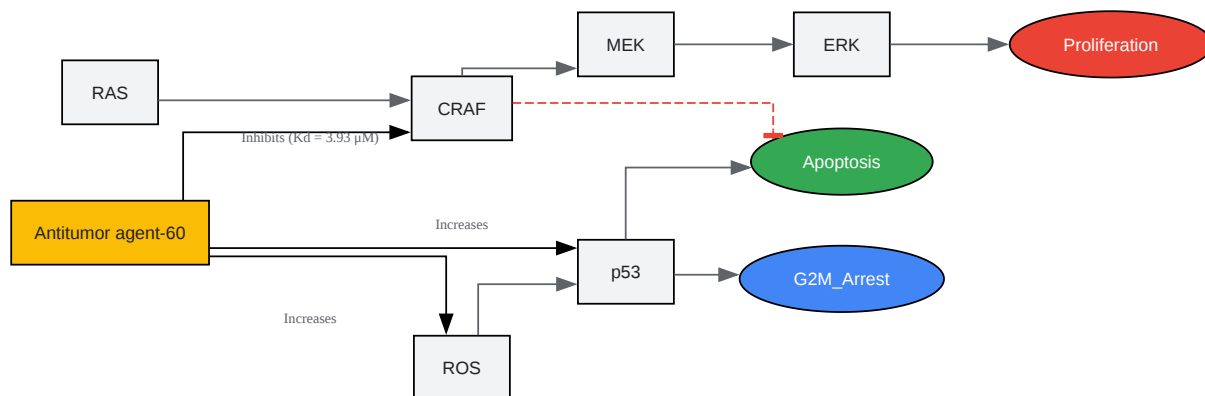 MEK
ERK
Proliferation
RAS
CRAF
Inhibits (Kd = 3.93 μM)
Apoptosis
Antitumor agent-60
Increases
p53
G2M_Arrest
Increases
ROS